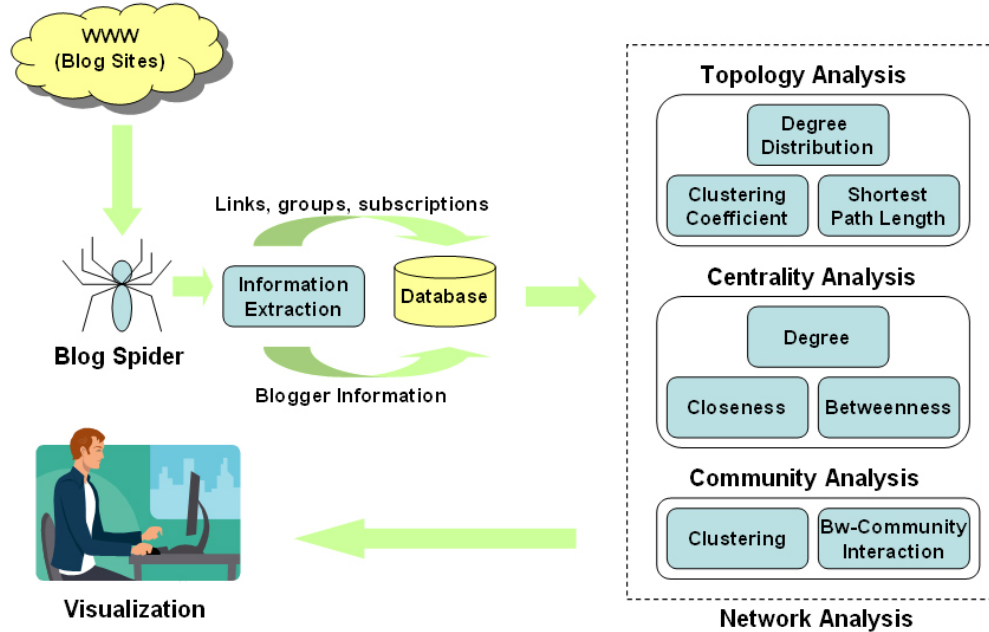 WWW
(Blog Sites)
Links, groups, subscriptions
Information
Extraction
Database
Blog Spider
Blogger Information
Topology Analysis
Degree
Distribution
Clustering
Coefficient
Shortest
Path Length
Centrality Analysis
Degree
Closeness
Betweenness
Community Analysis
Clustering
Bw-Community
Interaction
Network Analysis
Visualization